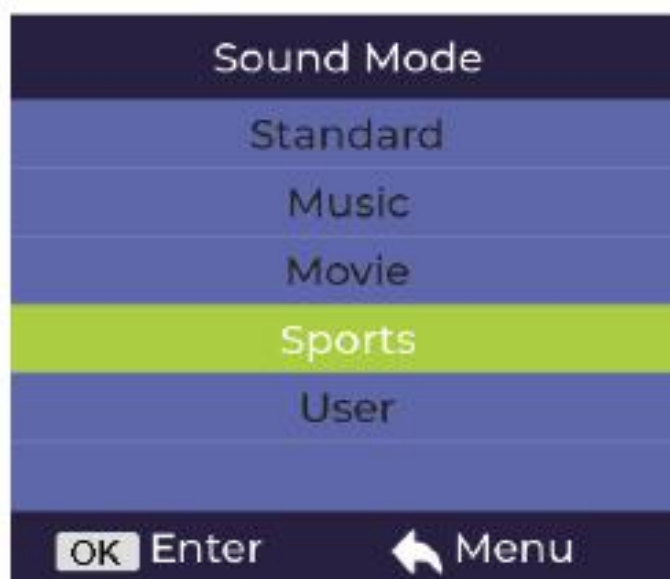 Sound Mode
Standard
Music
Movie
Sports
User
OK Enter Menu